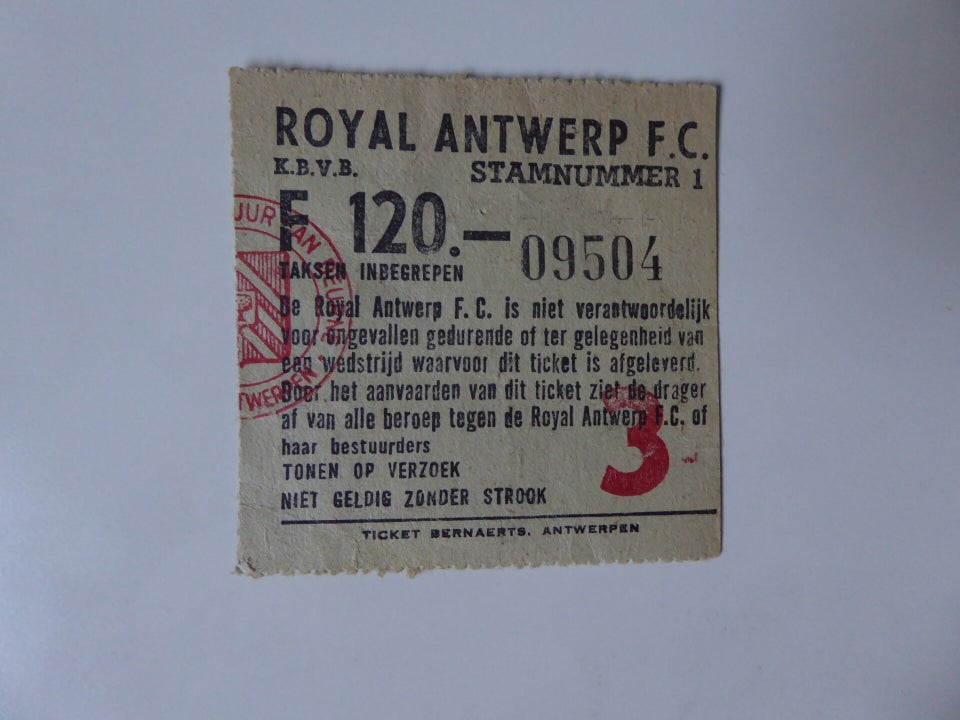 ROYAL ANTWERP F.C.
K.B.V.B. STAMNUMMER 1
F 120.— 09504
TAKSEN INBEGREPEN
De Royal Antwerp F.C. is niet verantwoordelijk
voor ongevallen gedurende of ter gelegenheid van
een wedstrijd waarvoor dit ticket is afgeleverd.
Door het aanvaarden van dit ticket ziet de drager
af van alle beroep tegen de Royal Antwerp F.C. of
haar bestuurders
TONEN OP VERZOEK
NIET GELDIG ZONDER STROOK
3
TICKET BERNAERTS. ANTWERPEN